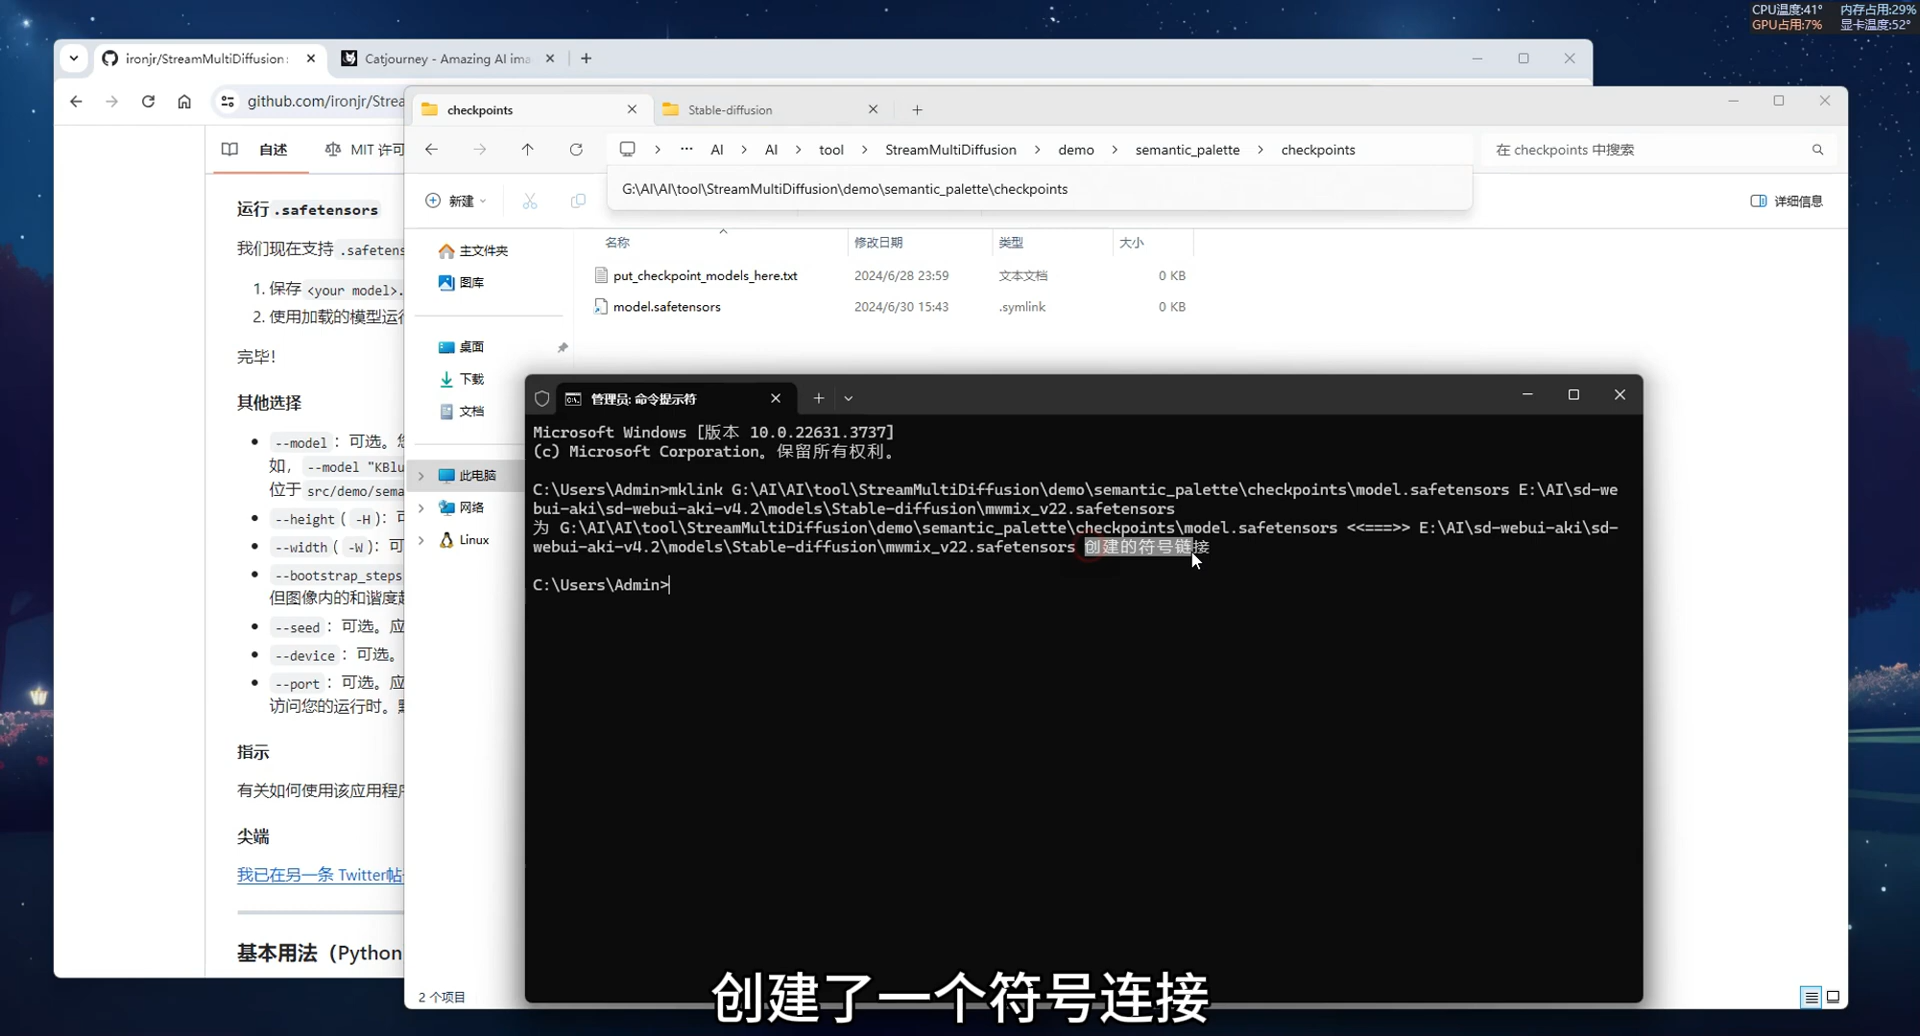 CPU温度:41° 内存占用:29%
GPU占用:7% 显卡温度:52°
ironjr/StreamMultiDiffusion:
Catjourney - Amazing AI ima
github.com/ironjr/Strea
自述
MIT 许可
运行 .safetensors
我们现在支持 .safetens
1. 保存 <your model>.
2. 使用加载的模型运行
完毕!
其他选择
--model : 可选。
如, --model "KBlu
位于 src/demo/sema
--height ( -H ): 可
--width ( -W ): 可
--bootstrap_steps
但图像内的和谐度
--seed : 可选。应
--device : 可选。
--port : 可选。应
访问您的运行时。
指示
有关如何使用该应用程序
尖端
我已在另一条 Twitter帖
基本用法（Python
checkpoints
Stable-diffusion
··· AI > AI > tool > StreamMultiDiffusion > demo > semantic_palette > checkpoints
在 checkpoints 中搜索
G:\AI\AI\tool\StreamMultiDiffusion\demo\semantic_palette\checkpoints
新建
详细信息
主文件夹
图库
桌面
下载
文档
此电脑
网络
Linux
名称 修改日期 类型 大小
put_checkpoint_models_here.txt 2024/6/28 23:59 文本文档 0 KB
model.safetensors 2024/6/30 15:43 .symlink 0 KB
2 个项目
管理员: 命令提示符
Microsoft Windows [版本 10.0.22631.3737]
(c) Microsoft Corporation。保留所有权利。
C:\Users\Admin>mklink G:\AI\AI\tool\StreamMultiDiffusion\demo\semantic_palette\checkpoints\model.safetensors E:\AI\sd-we
bui-aki\sd-webui-aki-v4.2\models\Stable-diffusion\mwmix_v22.safetensors
为 G:\AI\AI\tool\StreamMultiDiffusion\demo\semantic_palette\checkpoints\model.safetensors <<===>> E:\AI\sd-webui-aki\sd-
webui-aki-v4.2\models\Stable-diffusion\mwmix_v22.safetensors 创建的符号链接
C:\Users\Admin>
创建了一个符号连接